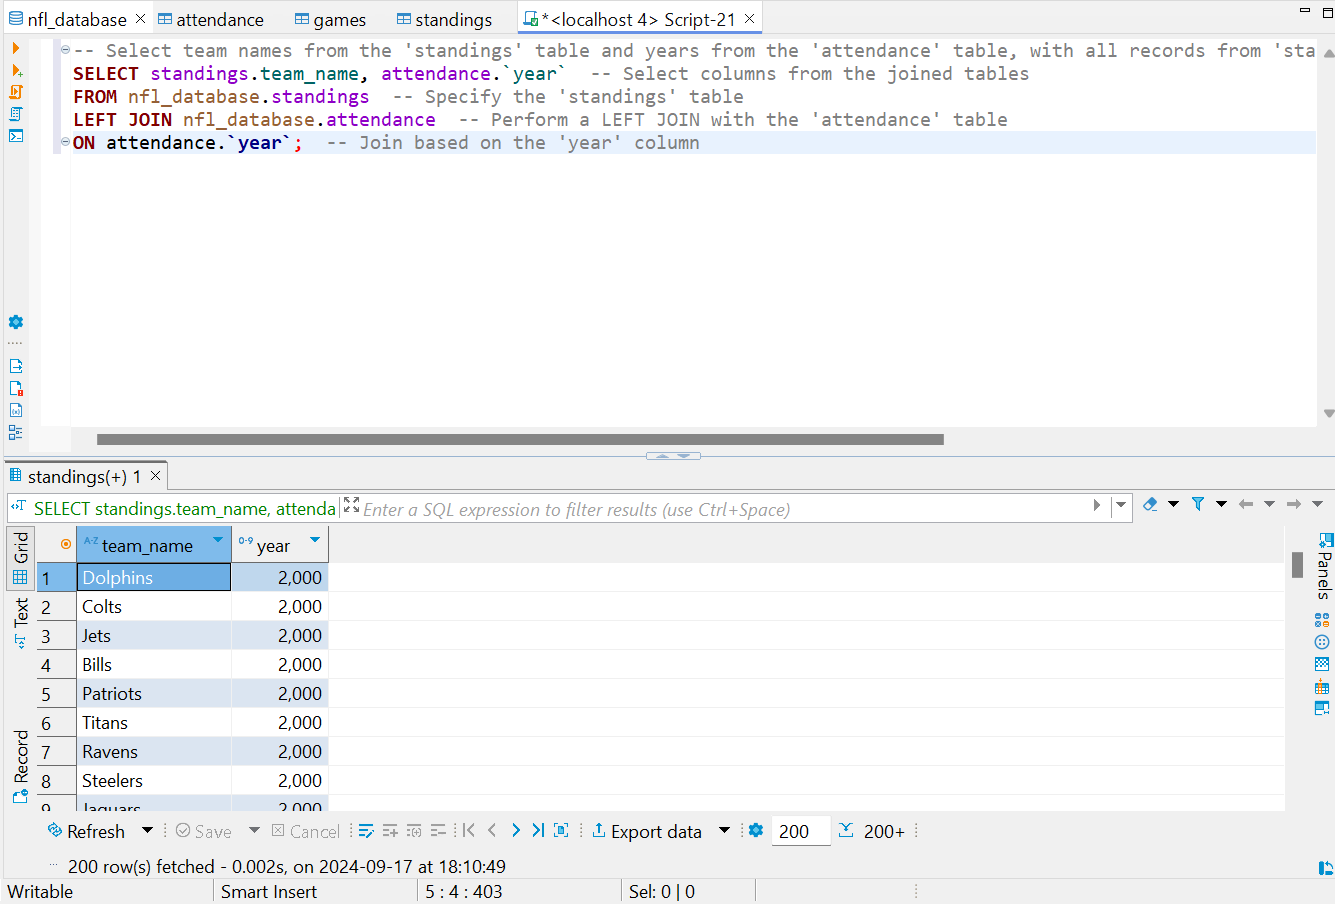 nfl_database
attendance
games
standings
*<localhost 4> Script-21
-- Select team names from the 'standings' table and years from the 'attendance' table, with all records from 'sta
SELECT standings.team_name, attendance.`year`  -- Select columns from the joined tables
FROM nfl_database.standings  -- Specify the 'standings' table
LEFT JOIN nfl_database.attendance  -- Perform a LEFT JOIN with the 'attendance' table
ON attendance.`year`;  -- Join based on the 'year' column
standings(+) 1
SELECT standings.team_name, attenda
Enter a SQL expression to filter results (use Ctrl+Space)
Grid
Text
Record
Panels
A-Z team_name
0-9 year
1 Dolphins 2,000
2 Colts 2,000
3 Jets 2,000
4 Bills 2,000
5 Patriots 2,000
6 Titans 2,000
7 Ravens 2,000
8 Steelers 2,000
9 Jaguars 2,000
Refresh
Save
Cancel
Export data
200
200+
200 row(s) fetched - 0.002s, on 2024-09-17 at 18:10:49
Writable
Smart Insert
5 : 4 : 403
Sel: 0 | 0